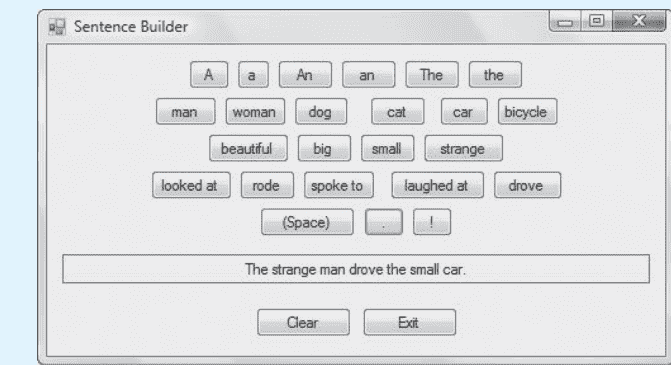 Sentence Builder
A a An an The the
man woman dog cat car bicycle
beautiful big small strange
looked at rode spoke to laughed at drove
(Space) . !
The strange man drove the small car.
Clear Exit